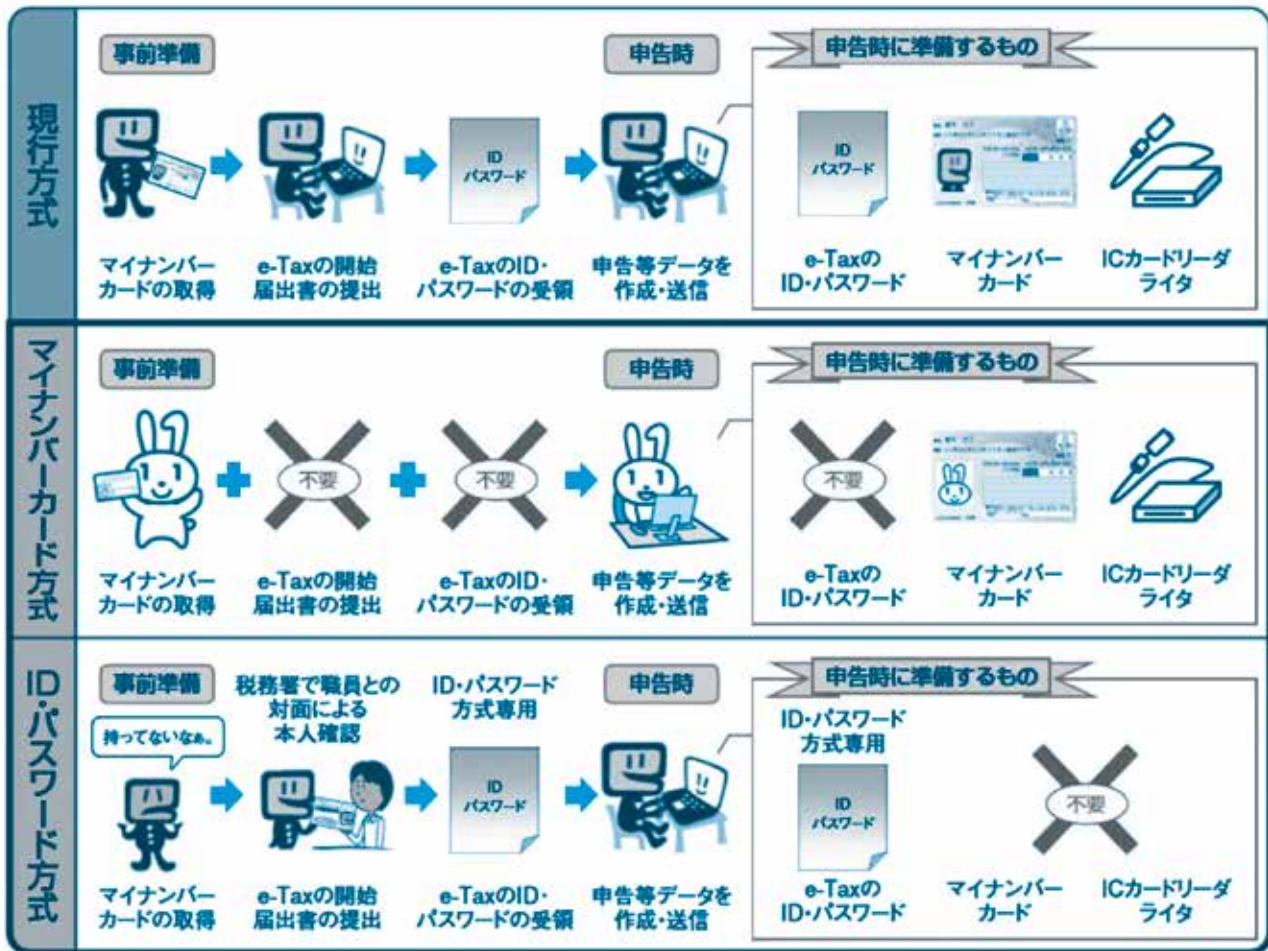 現行方式
事前準備
申告時
申告時に準備するもの
ID
パスワード
ID
パスワード
マイナンバー
カードの取得
e-Taxの開始
届出書の提出
e-TaxのID・
パスワードの受領
申告等データを
作成・送信
e-Taxの
ID・パスワード
マイナンバー
カード
ICカードリーダ
ライタ
マイナンバーカード方式
事前準備
申告時
申告時に準備するもの
不要
不要
不要
マイナンバー
カードの取得
e-Taxの開始
届出書の提出
e-TaxのID・
パスワードの受領
申告等データを
作成・送信
e-Taxの
ID・パスワード
マイナンバー
カード
ICカードリーダ
ライタ
ID・パスワード方式
事前準備
持ってないなぁ。
税務署で職員との
対面による
本人確認
ID・パスワード
方式専用
申告時
申告時に準備するもの
ID・パスワード
方式専用
ID
パスワード
ID
パスワード
不要
マイナンバー
カードの取得
e-Taxの開始
届出書の提出
e-TaxのID・
パスワードの受領
申告等データを
作成・送信
e-Taxの
ID・パスワード
マイナンバー
カード
ICカードリーダ
ライタ